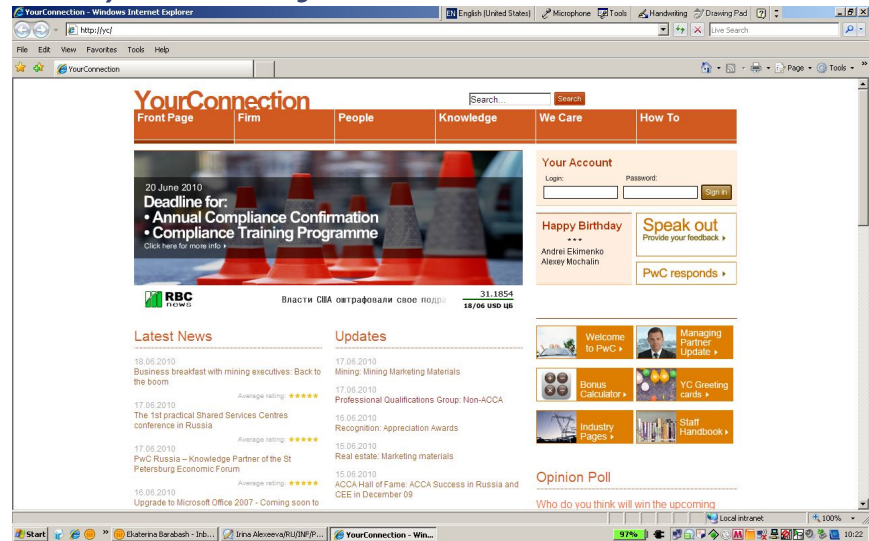 YourConnection - Windows Internet Explorer
EN English (United States) Microphone Tools Handwriting Drawing Pad
http://yc/
Live Search
File Edit View Favorites Tools Help
YourConnection
Page Tools
YourConnection
Search... Search
Front Page Firm People Knowledge We Care How To
20 June 2010
Deadline for:
• Annual Compliance Confirmation
• Compliance Training Programme
Click here for more info
Your Account
Login: Password:
Sign in
Happy Birthday
***
Andrei Ekimenko
Alexey Mochalin
Speak out
Provide your feedback
PwC responds
RBC
news
Власти США оштрафовали свое подра
31.1854
18/06 USD ЦБ
Latest News
18.06.2010
Business breakfast with mining executives: Back to
the boom
Average rating: ★★★★★
17.06.2010
The 1st practical Shared Services Centres
conference in Russia
Average rating: ★★★★★
17.06.2010
PwC Russia – Knowledge Partner of the St
Petersburg Economic Forum
Average rating: ★★★★★
16.06.2010
Upgrade to Microsoft Office 2007 - Coming soon to
Updates
17.06.2010
Mining: Mining Marketing Materials
17.06.2010
Professional Qualifications Group: Non-ACCA
16.06.2010
Recognition: Appreciation Awards
15.06.2010
Real estate: Marketing materials
15.06.2010
ACCA Hall of Fame: ACCA Success in Russia and
CEE in December 09
Welcome
to PwC
Managing
Partner
Update
Bonus
Calculator
YC Greeting
cards
Industry
Pages
Staff
Handbook
Opinion Poll
Who do you think will win the upcoming
Local intranet 100%
Start Ekaterina Barabash - Inb... Irina Alexeeva/RU/INF/P... YourConnection - Win... 97% 10:22